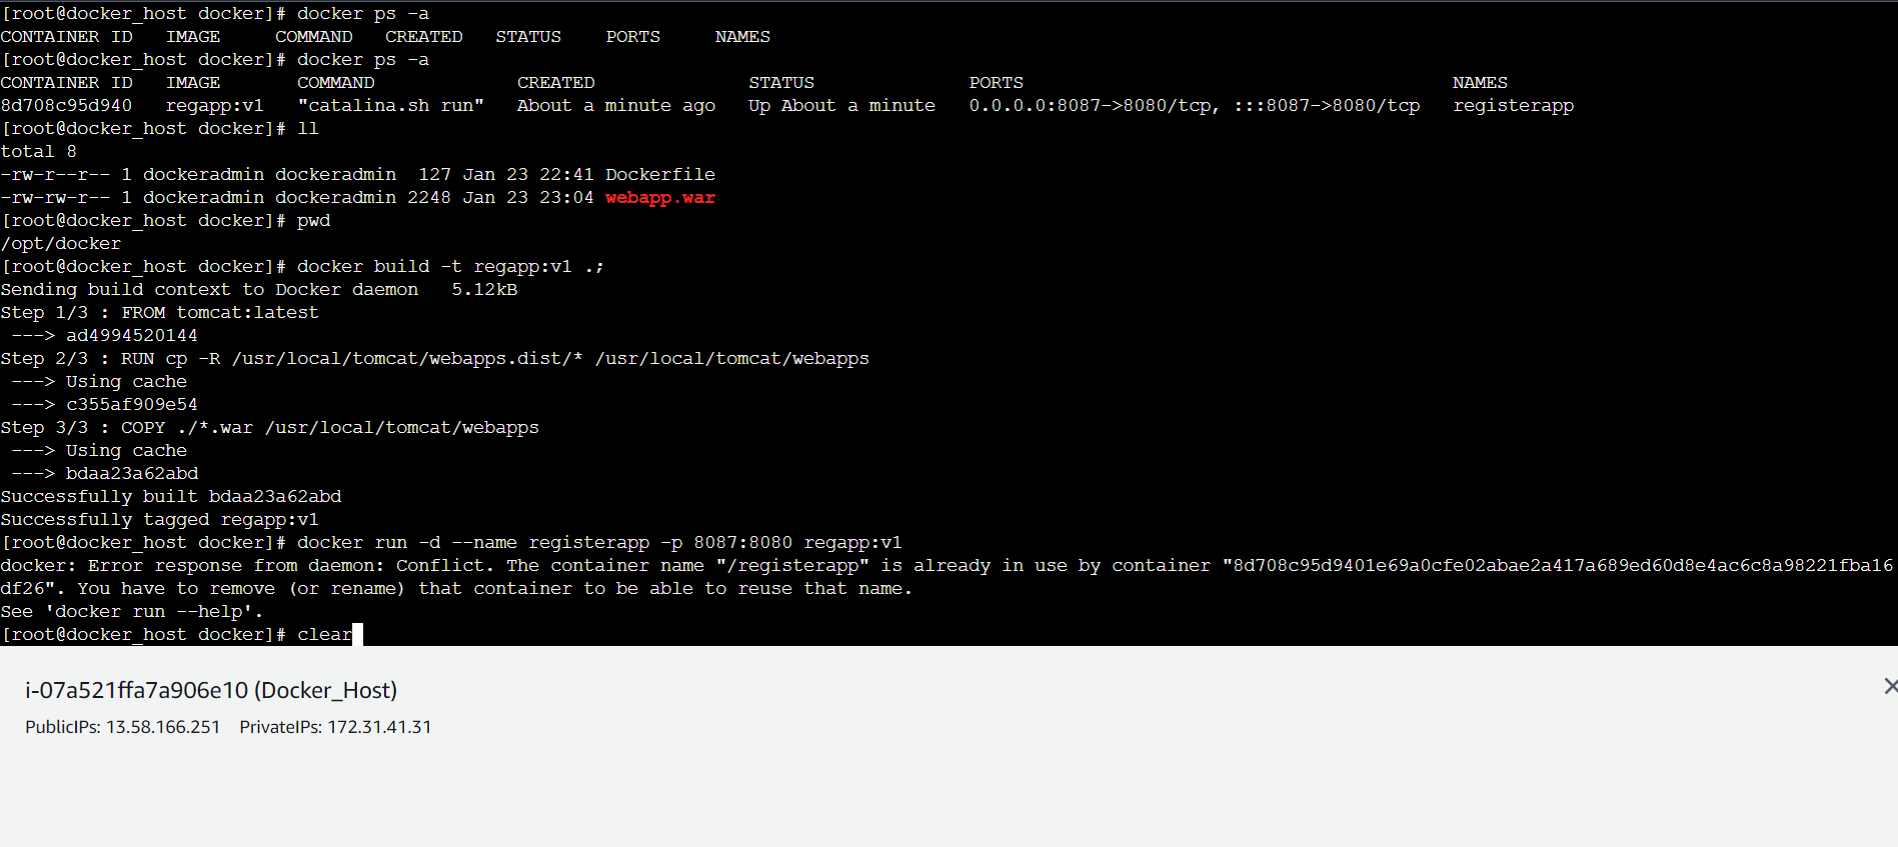 [root@docker_host docker]# docker ps -a
CONTAINER ID   IMAGE     COMMAND   CREATED   STATUS    PORTS     NAMES
[root@docker_host docker]# docker ps -a
CONTAINER ID   IMAGE       COMMAND             CREATED              STATUS              PORTS                                       NAMES
8d708c95d940   regapp:v1   "catalina.sh run"   About a minute ago   Up About a minute   0.0.0.0:8087->8080/tcp, :::8087->8080/tcp   registerapp
[root@docker_host docker]# ll
total 8
-rw-r--r-- 1 dockeradmin dockeradmin  127 Jan 23 22:41 Dockerfile
-rw-rw-r-- 1 dockeradmin dockeradmin 2248 Jan 23 23:04 webapp.war
[root@docker_host docker]# pwd
/opt/docker
[root@docker_host docker]# docker build -t regapp:v1 .;
Sending build context to Docker daemon   5.12kB
Step 1/3 : FROM tomcat:latest
 ---> ad4994520144
Step 2/3 : RUN cp -R /usr/local/tomcat/webapps.dist/* /usr/local/tomcat/webapps
 ---> Using cache
 ---> c355af909e54
Step 3/3 : COPY ./*.war /usr/local/tomcat/webapps
 ---> Using cache
 ---> bdaa23a62abd
Successfully built bdaa23a62abd
Successfully tagged regapp:v1
[root@docker_host docker]# docker run -d --name registerapp -p 8087:8080 regapp:v1
docker: Error response from daemon: Conflict. The container name "/registerapp" is already in use by container "8d708c95d9401e69a0cfe02abae2a417a689ed60d8e4ac6c8a98221fba16
df26". You have to remove (or rename) that container to be able to reuse that name.
See 'docker run --help'.
[root@docker_host docker]# clear
i-07a521ffa7a906e10 (Docker_Host)
PublicIPs: 13.58.166.251    PrivateIPs: 172.31.41.31